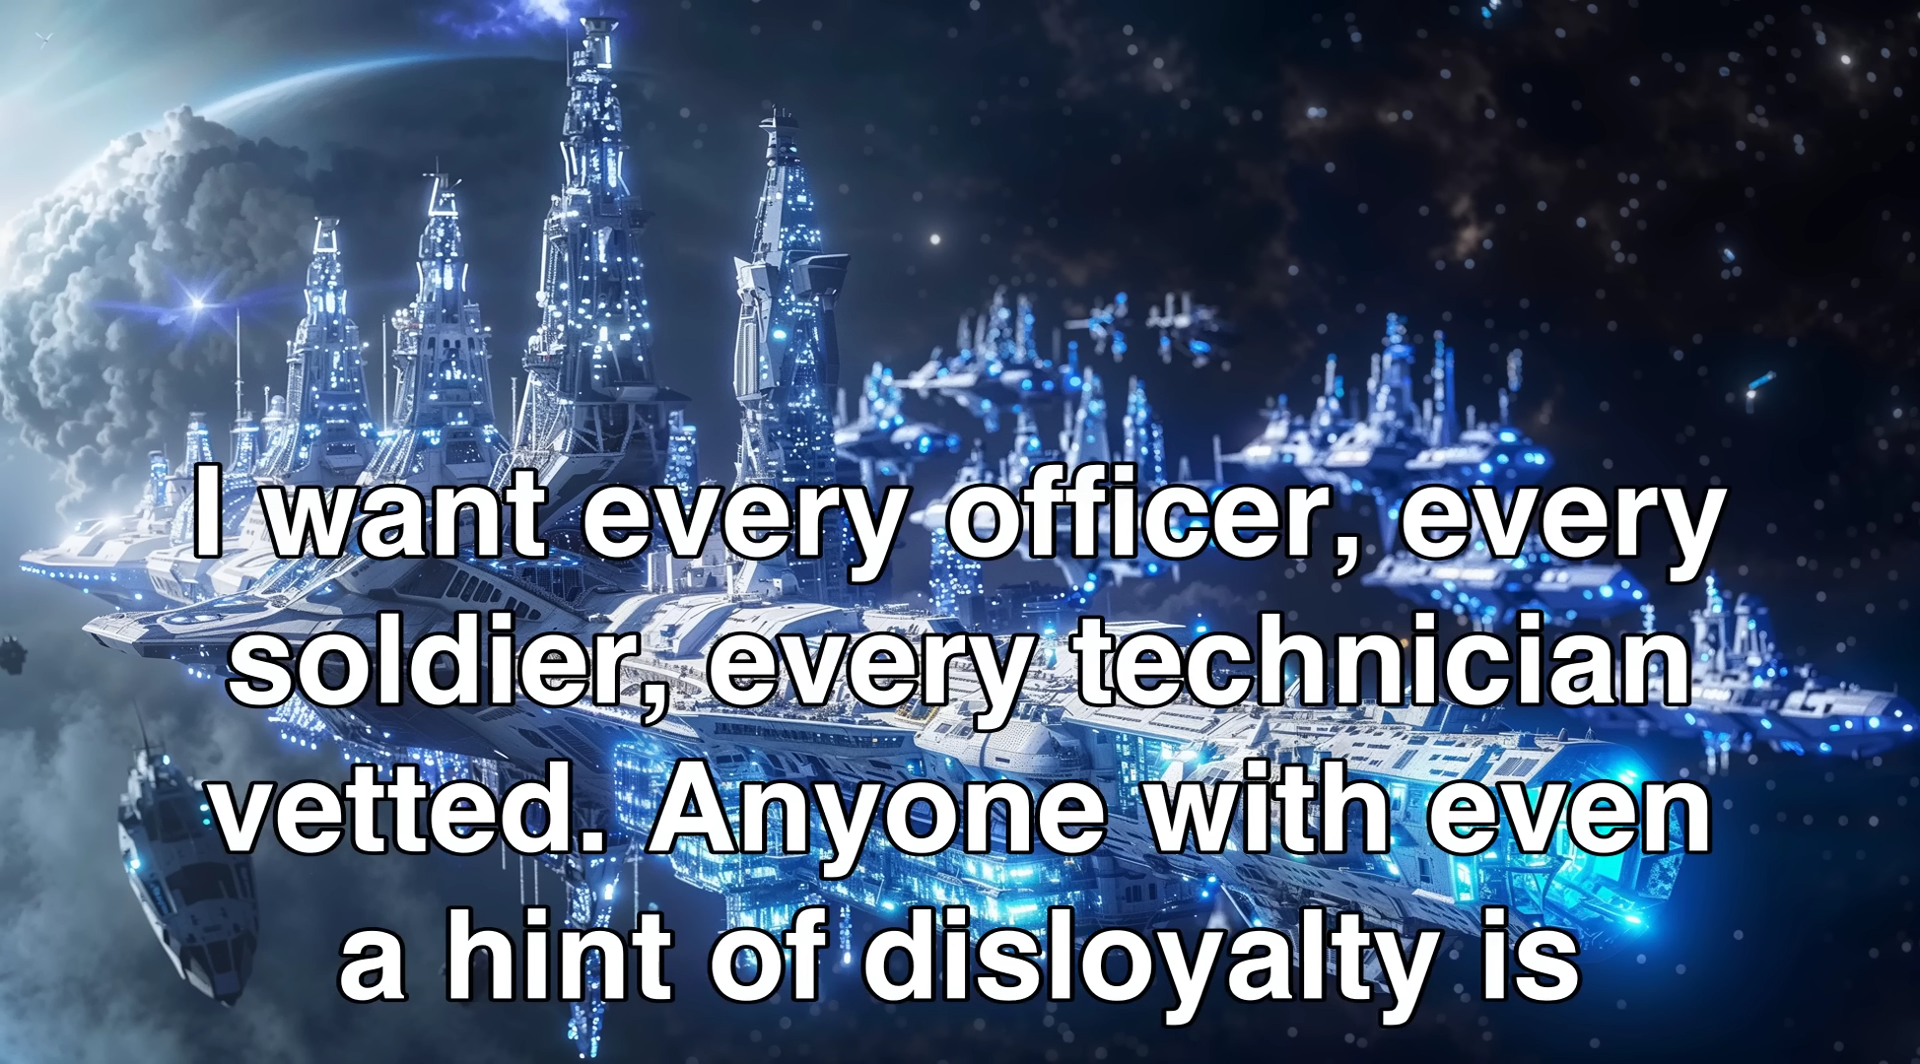 I want every officer, every
soldier, every technician
vetted. Anyone with even
a hint of disloyalty is